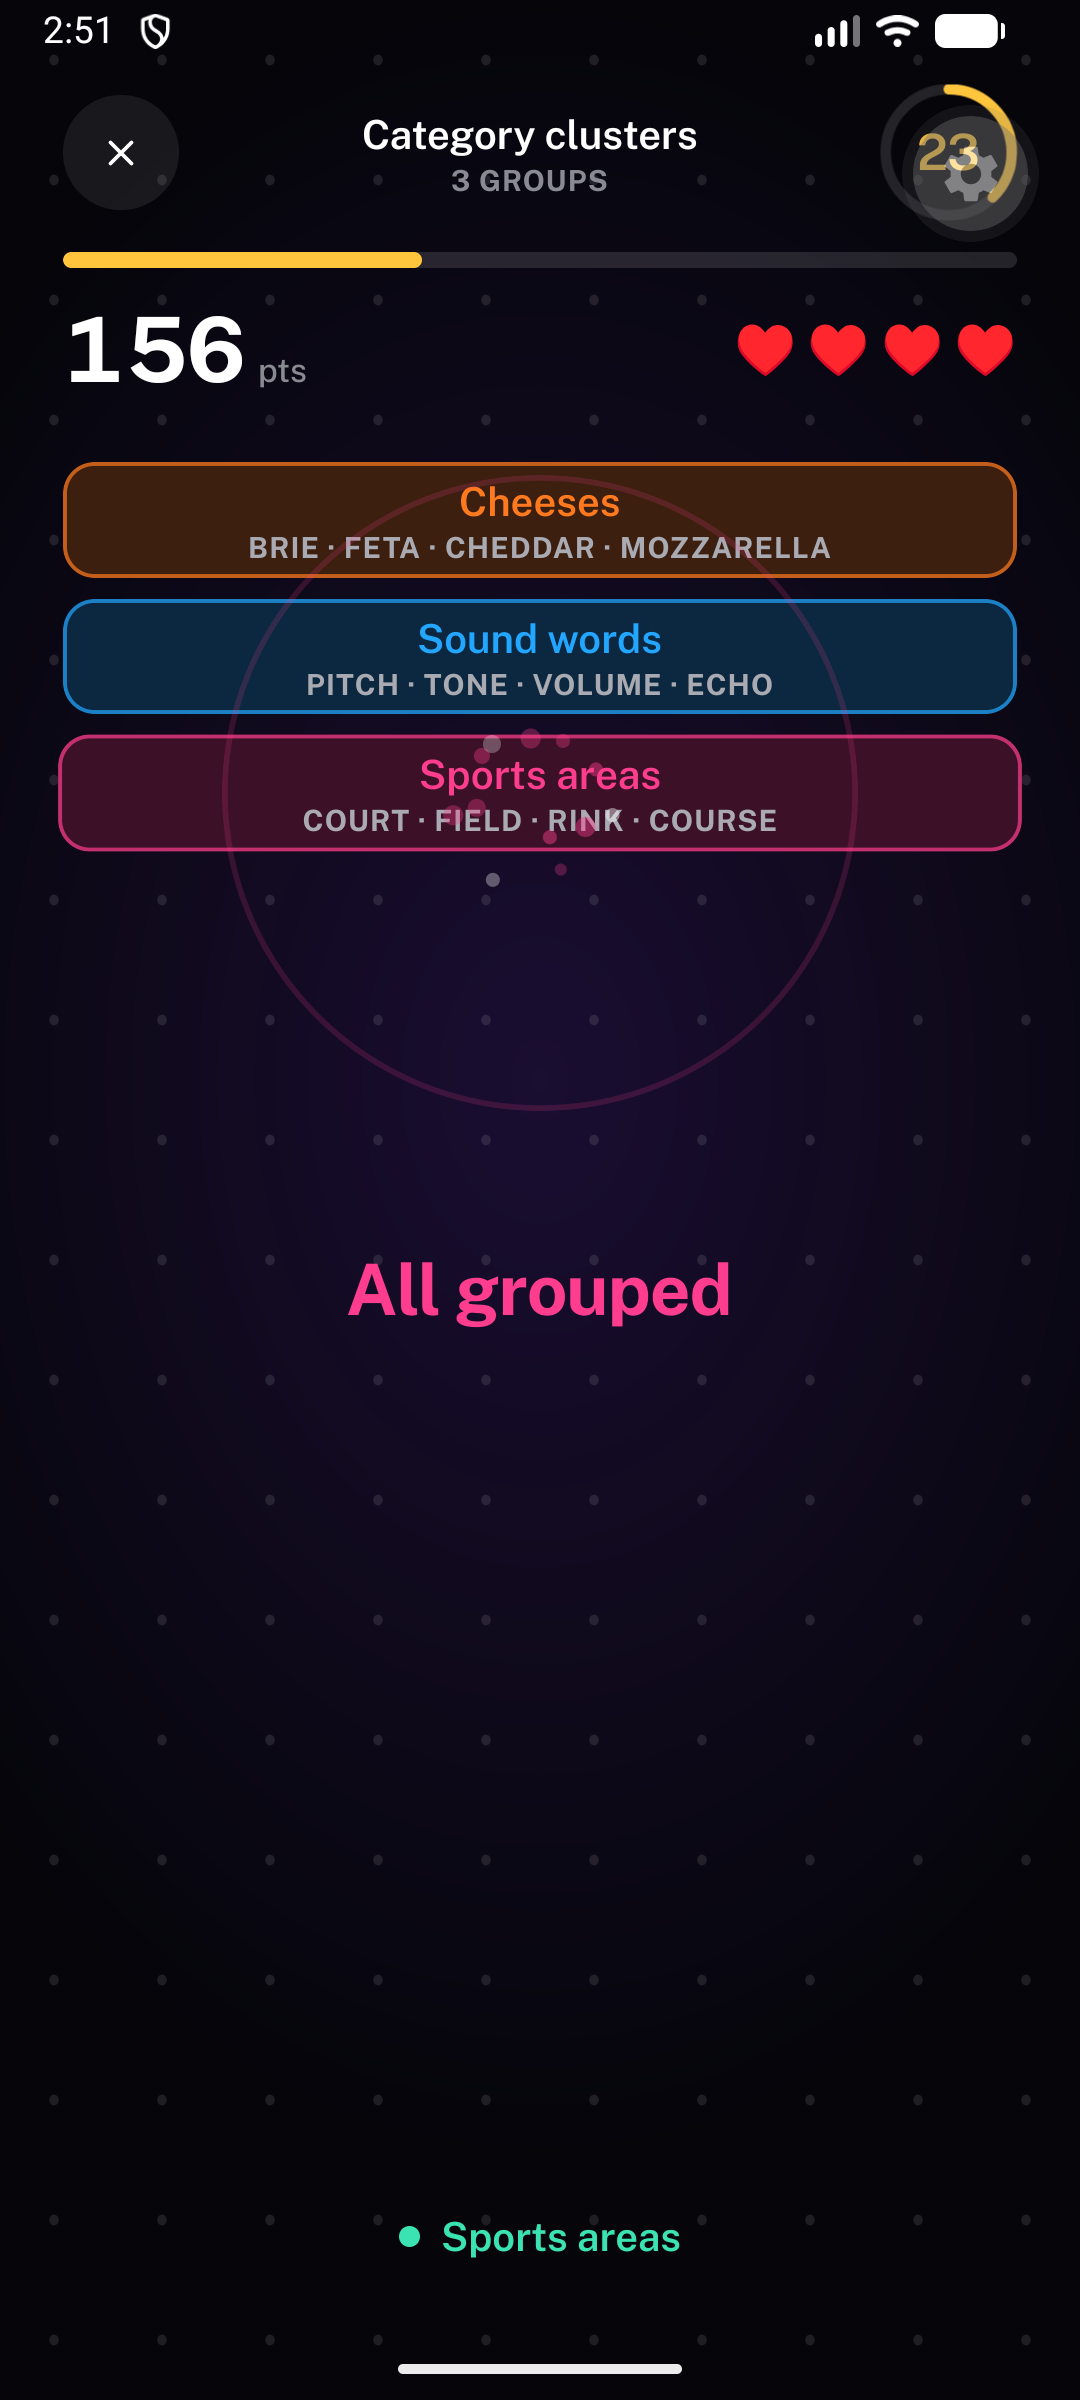 2:51
Category clusters
3 GROUPS
23
156 pts
Cheeses
BRIE · FETA · CHEDDAR · MOZZARELLA
Sound words
PITCH · TONE · VOLUME · ECHO
Sports areas
COURT · FIELD · RINK · COURSE
All grouped
Sports areas